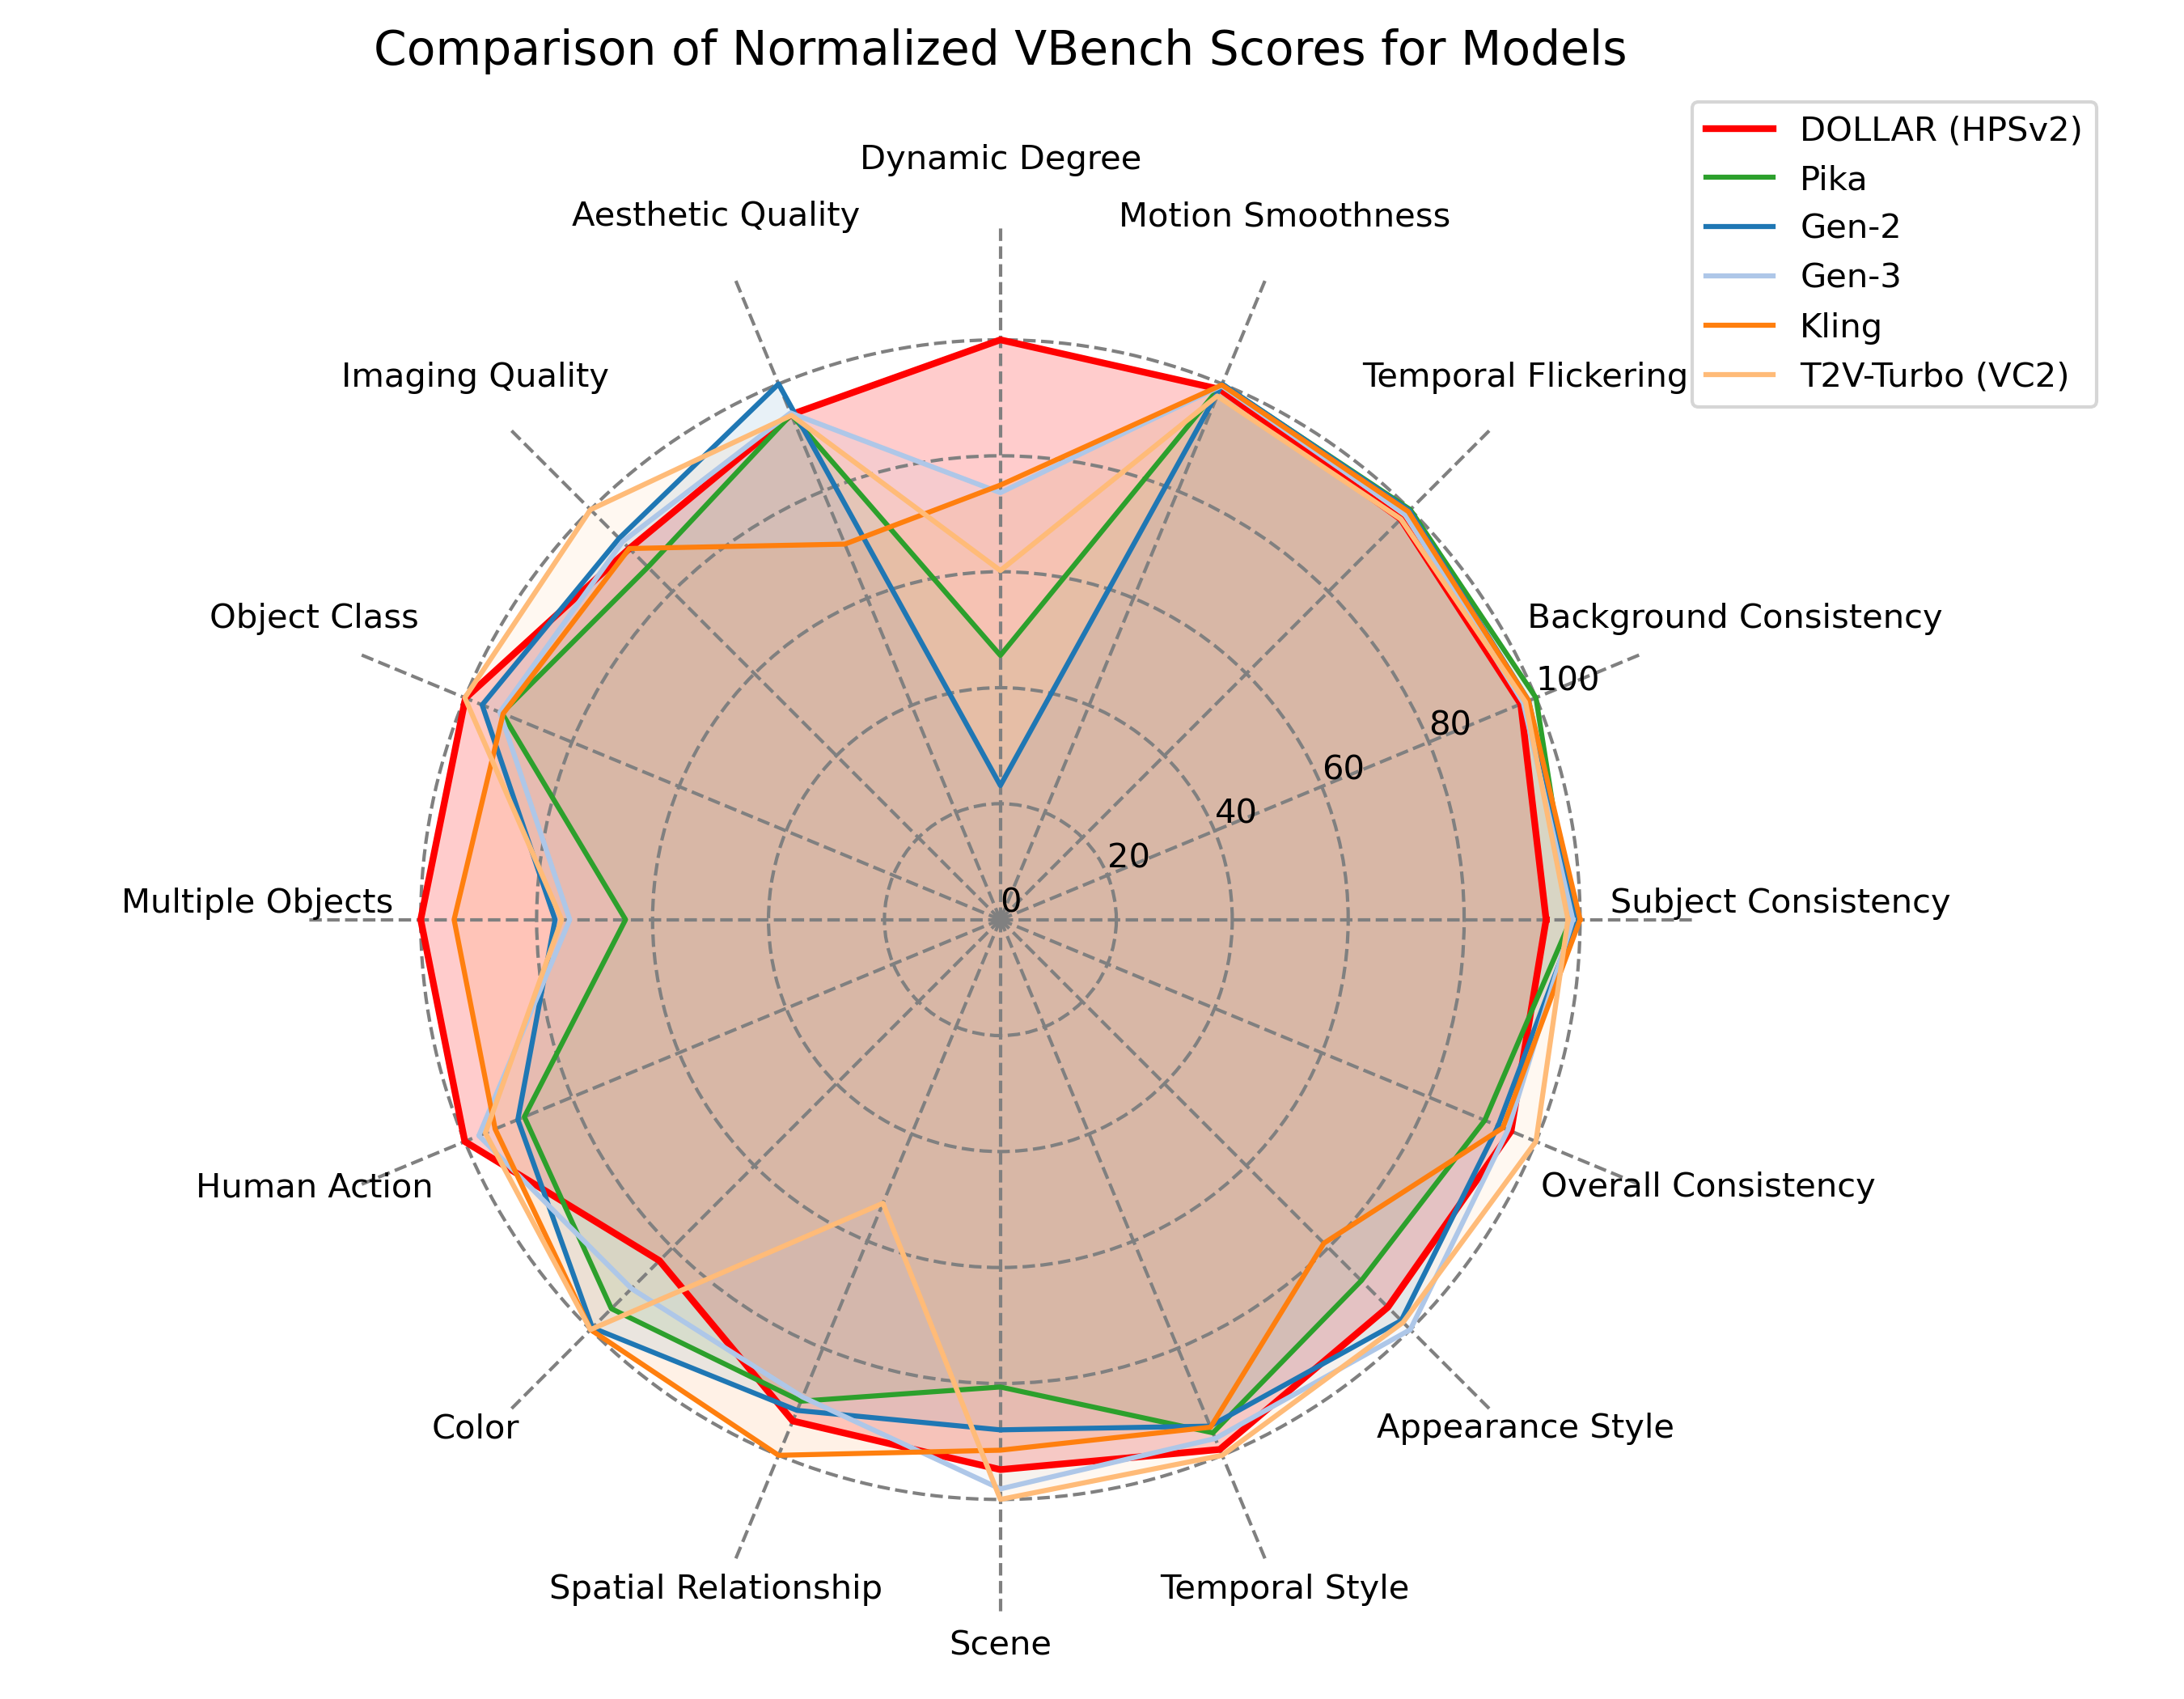 Comparison of Normalized VBench Scores for Models
DOLLAR (HPSv2)
Pika
Gen-2
Gen-3
Kling
T2V-Turbo (VC2)
Dynamic Degree
Aesthetic Quality
Motion Smoothness
Imaging Quality
Temporal Flickering
Object Class
Background Consistency
100
80
60
40
20
0
Multiple Objects
Subject Consistency
Human Action
Overall Consistency
Color
Appearance Style
Spatial Relationship
Temporal Style
Scene